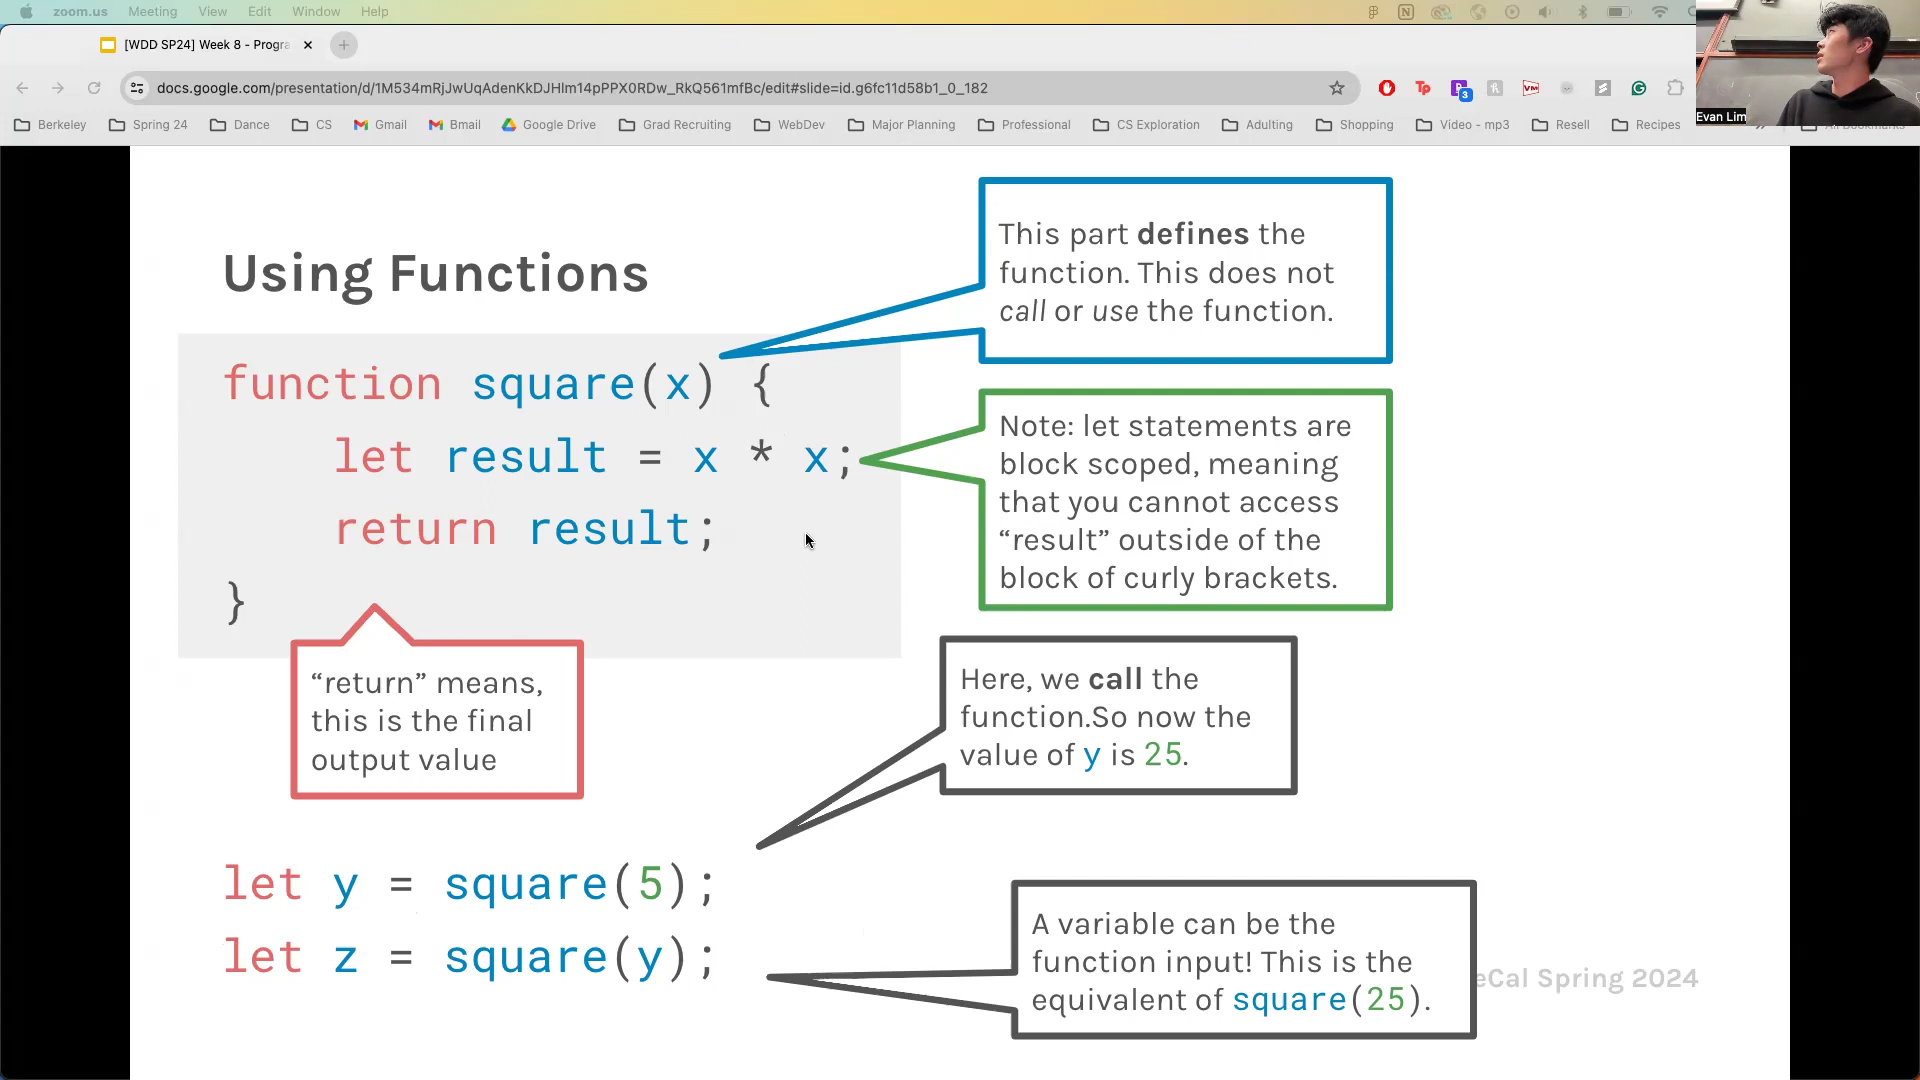 zoom.us Meeting View Edit Window Help
[WDD SP24] Week 8 - Progra
docs.google.com/presentation/d/1M534mRjJwUqAdenKkDJHlm14pPPX0RDw_RkQ561mfBc/edit#slide=id.g6fc11d58b1_0_182
Berkeley Spring 24 Dance CS Gmail Bmail Google Drive Grad Recruiting WebDev Major Planning Professional CS Exploration Adulting Shopping Video - mp3 Resell Recipes All Bookmarks
Evan Lim
Using Functions
function square(x) {
let result = x * x;
return result;
}
This part defines the
function. This does not
call or use the function.
Note: let statements are
block scoped, meaning
that you cannot access
“result” outside of the
block of curly brackets.
“return” means,
this is the final
output value
Here, we call the
function.So now the
value of y is 25.
let y = square(5);
let z = square(y);
A variable can be the
function input! This is the
equivalent of square(25).
eCal Spring 2024